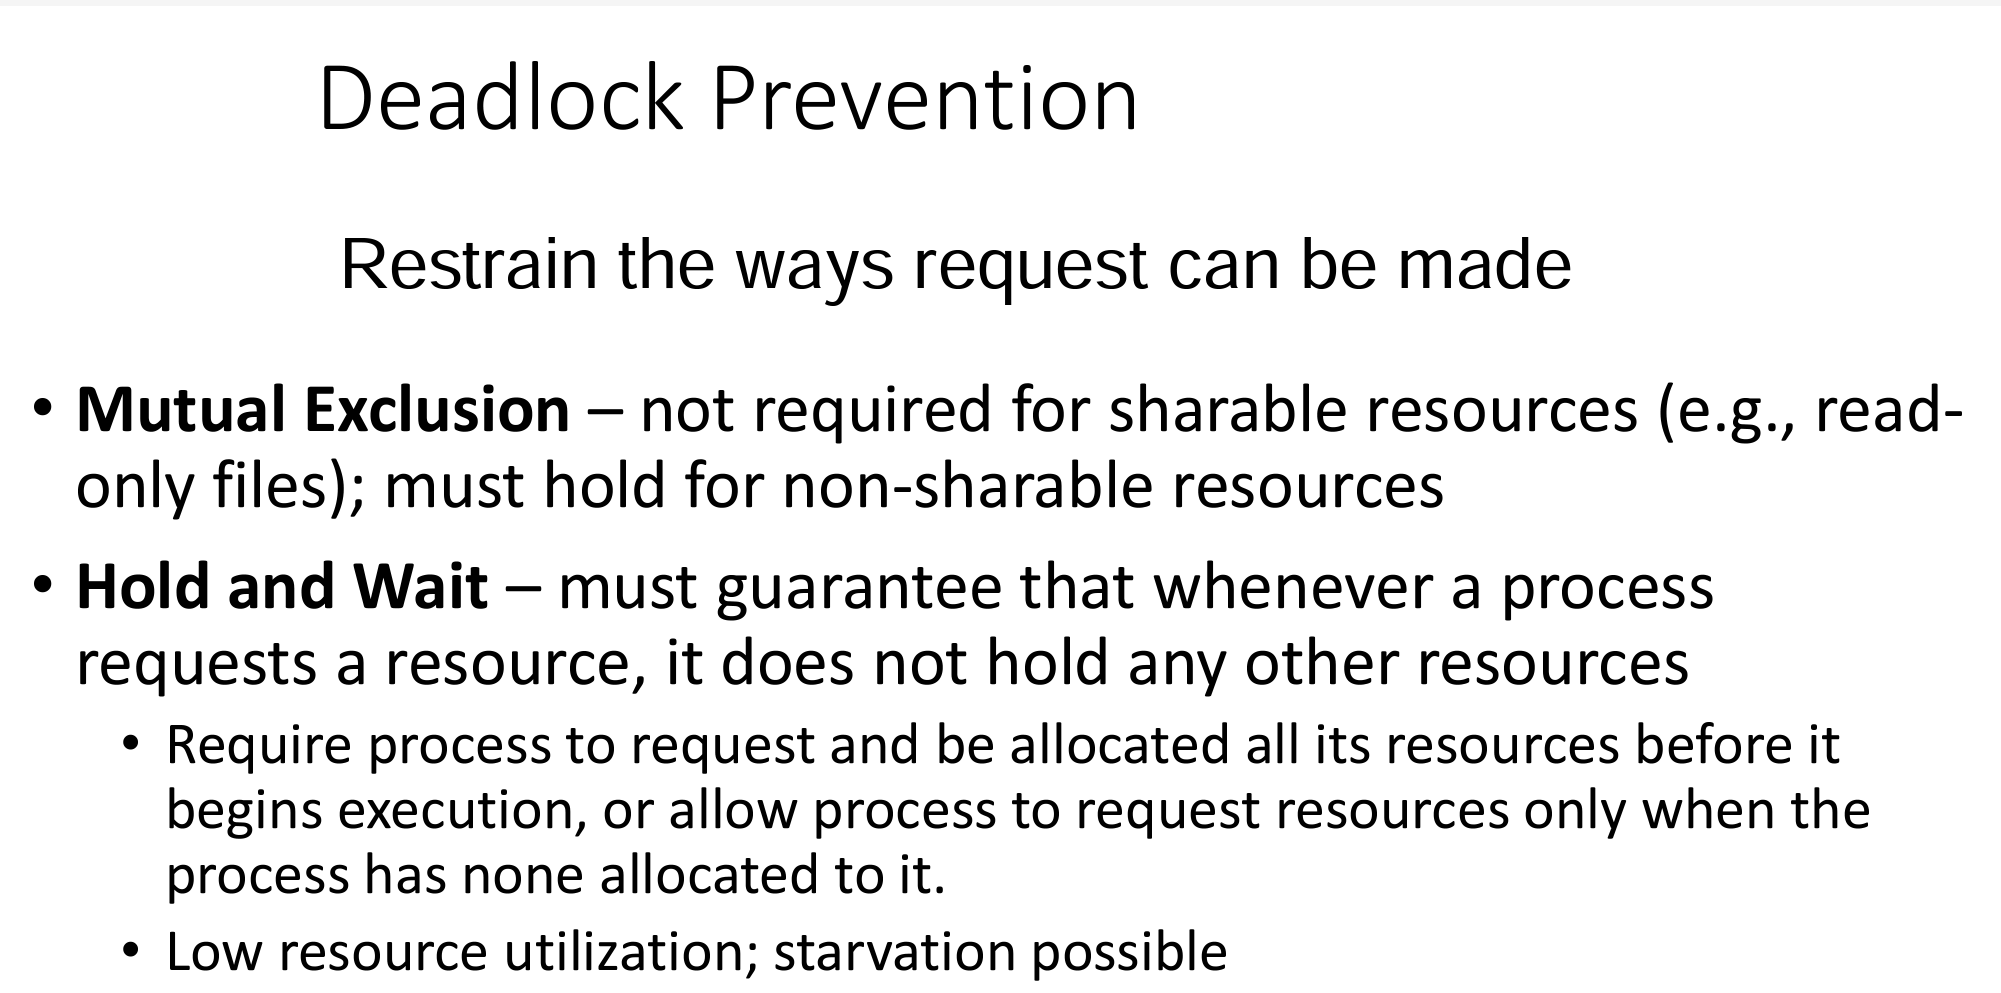 Deadlock Prevention
Restrain the ways request can be made
• Mutual Exclusion – not required for sharable resources (e.g., read-
only files); must hold for non-sharable resources
• Hold and Wait – must guarantee that whenever a process
requests a resource, it does not hold any other resources
• Require process to request and be allocated all its resources before it
begins execution, or allow process to request resources only when the
process has none allocated to it.
• Low resource utilization; starvation possible